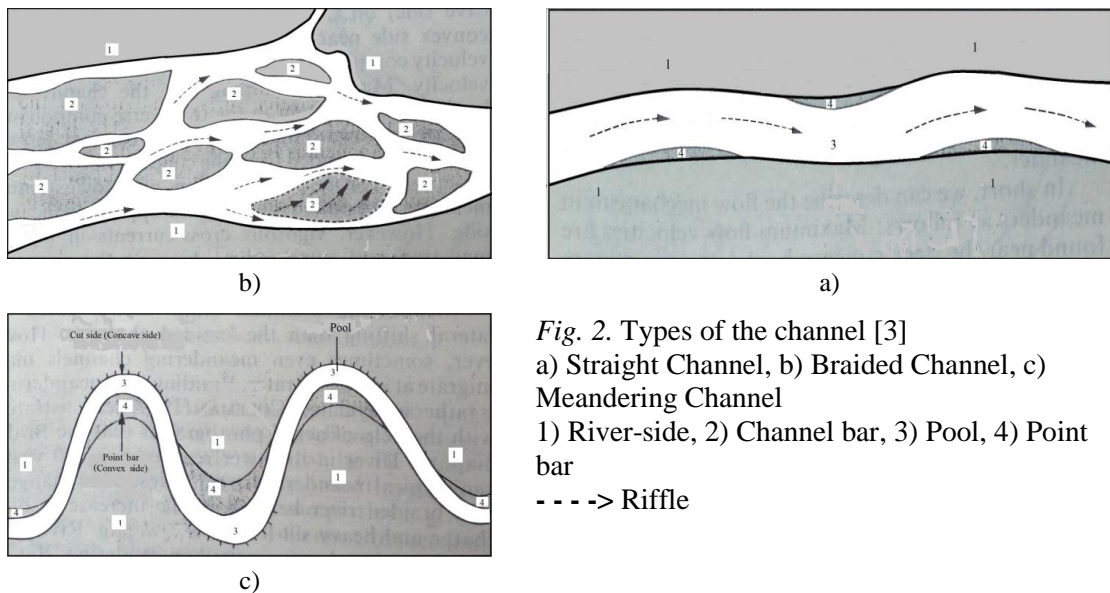 1
2
1
2
2
2
2
2
2
2
2
2
1
b)
1
1
4
3
4
4
1
1
a)
Cut side (Concave side)
Pool
3
3
4
4
Point bar
(Convex side)
1
1
1
1
4
4
4
1
3
c)
Fig. 2. Types of the channel [3]
a) Straight Channel, b) Braided Channel, c)
Meandering Channel
1) River-side, 2) Channel bar, 3) Pool, 4) Point
bar
- - - -> Riffle